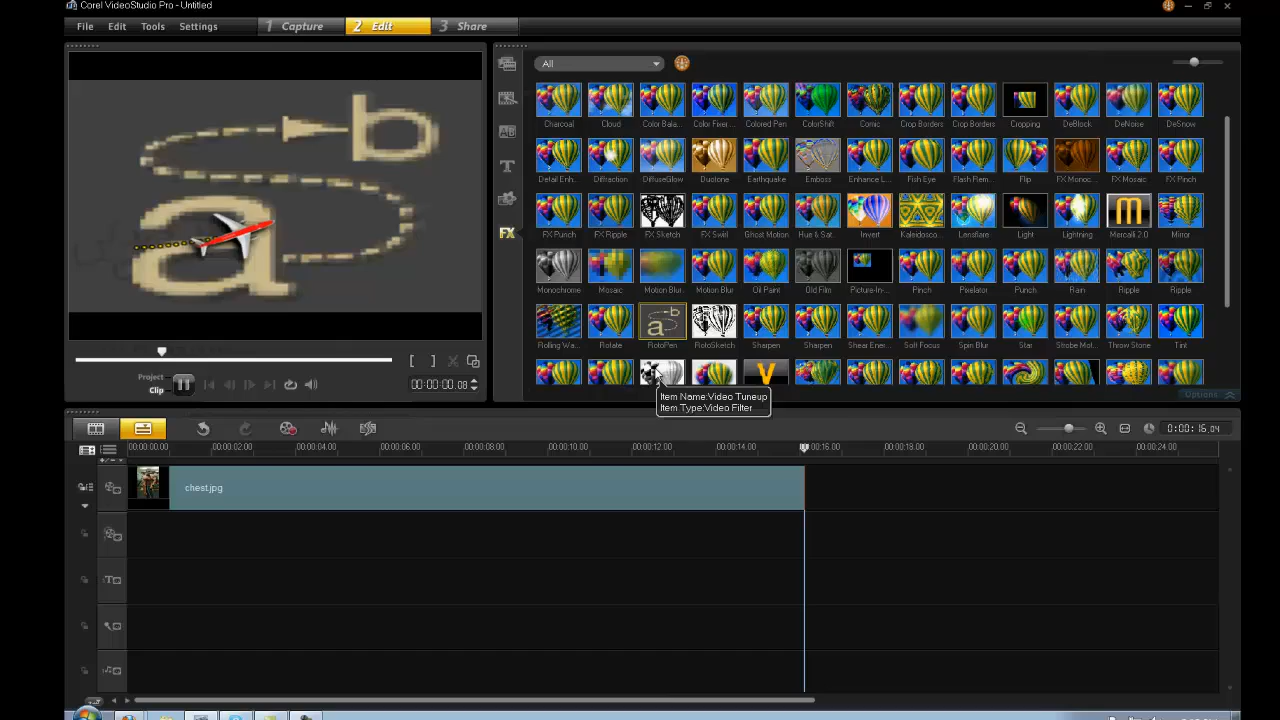 Corel VideoStudio Pro - Untitled
File Edit Tools Settings 1 Capture 2 Edit 3 Share
All
Charcoal Cloud Color Bala... Color Fixer... Colored Pen ColorShift Comic Crop Borders Crop Borders Cropping DeBlock DeNoise DeSnow
Detail Enh... Diffraction DiffuseGlow Duotone Earthquake Emboss Enhance L... Fish Eye Flash Rem... Flip FX Monoc... FX Mosaic FX Pinch
FX Punch FX Ripple FX Sketch FX Swirl Ghost Motion Hue & Sat... Invert Kaleidosco... Lensflare Light Lightning Mercalli 2.0 Mirror
Monochrome Mosaic Motion Blur Motion Blur Oil Paint Old Film Picture-In-... Pinch Pixelator Punch Rain Ripple Ripple
Rolling Wa... Rotate RotoPen RotoSketch Sharpen Sharpen Shear Ener... Soft Focus Spin Blur Star Strobe Mot... Throw Stone Tint
b
a
Item Name:Video Tuneup
Item Type:Video Filter
Project
Clip
00:00:00.08
Options
0:00:16.04
00:00:00.00 00:00:02.00 00:00:04.00 00:00:06.00 00:00:08.00 00:00:10.00 00:00:12.00 00:00:14.00 00:00:16.00 00:00:18.00 00:00:20.00 00:00:22.00 00:00:24.00
chest.jpg